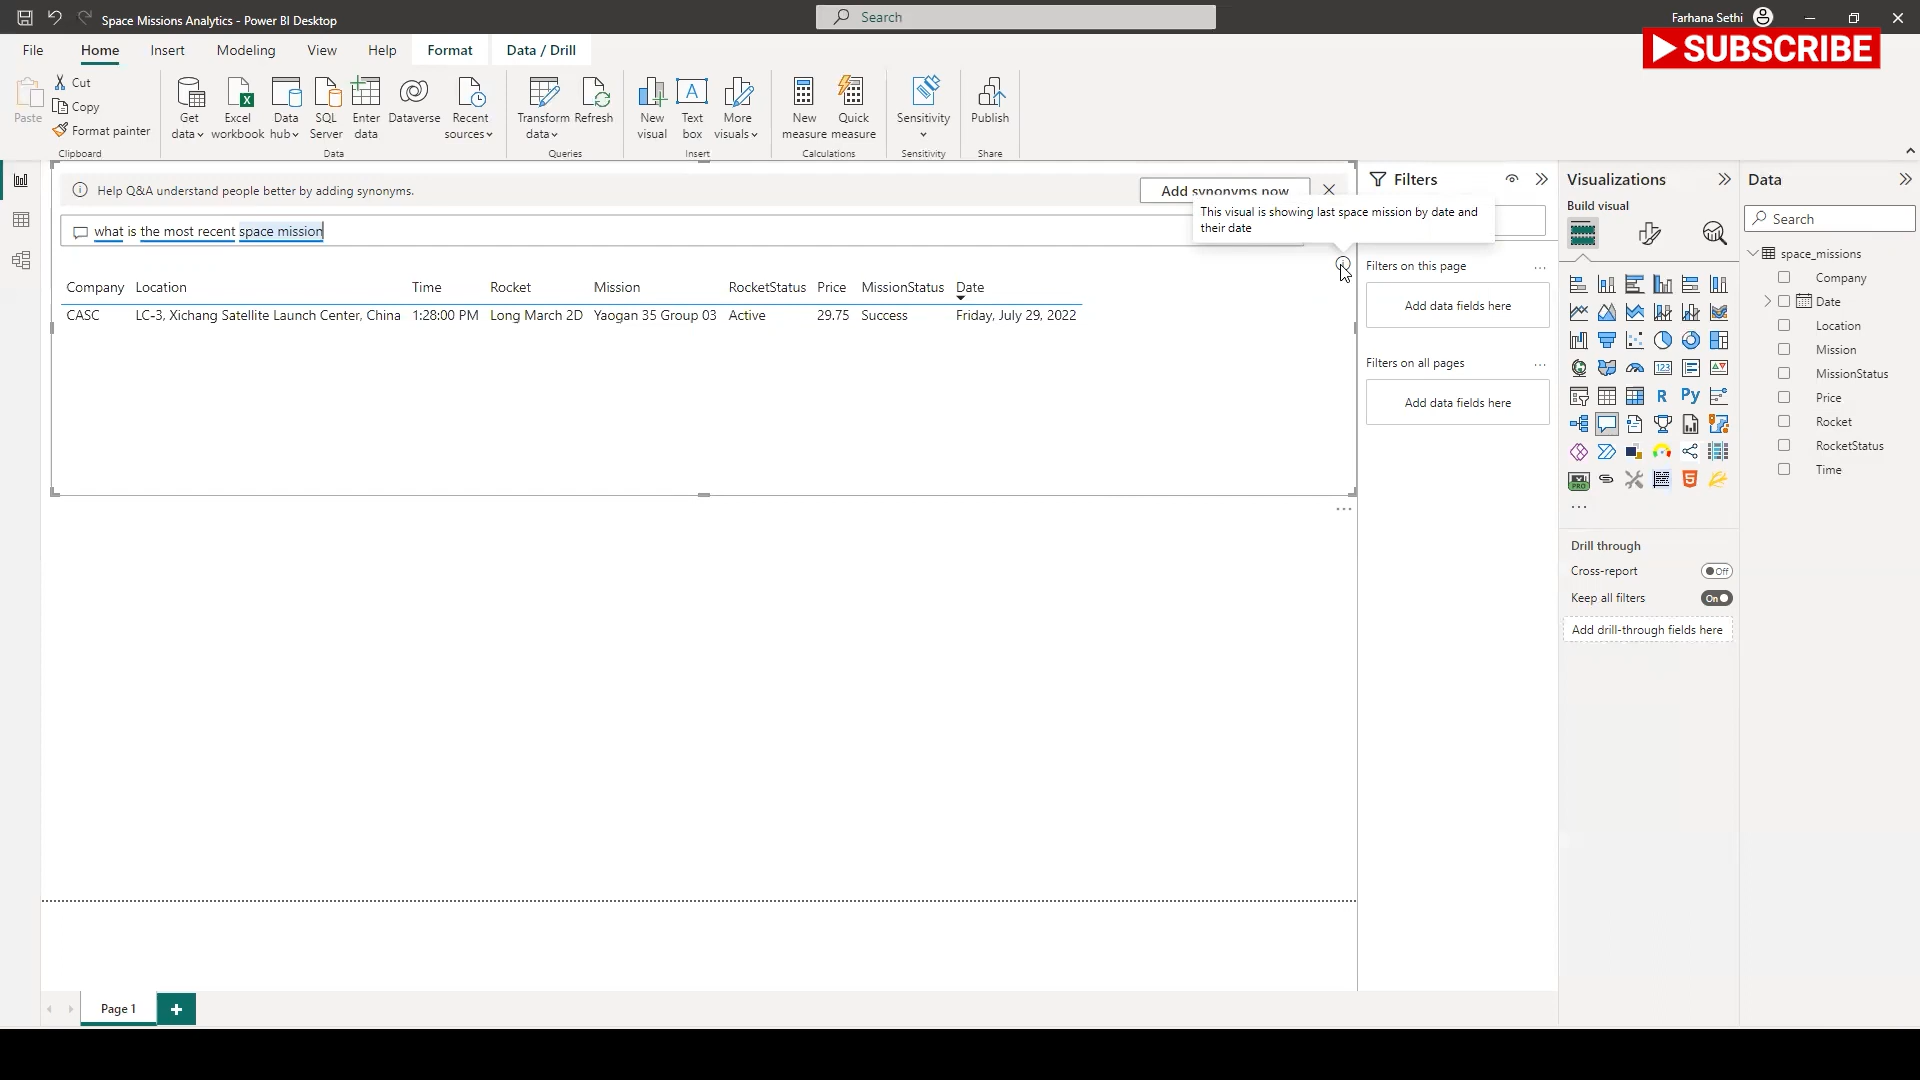 Space Missions Analytics - Power BI Desktop
Search
Farhana Sethi
SUBSCRIBE
File Home Insert Modeling View Help Format Data / Drill
Paste
Cut
Copy
Format painter
Clipboard
Get data
Excel workbook
Data hub
SQL Server
Enter data
Dataverse
Recent sources
Data
Transform data
Refresh
Queries
New visual
Text box
More visuals
Insert
New measure
Quick measure
Calculations
Sensitivity
Sensitivity
Publish
Share
Help Q&A understand people better by adding synonyms.
Add synonyms now
This visual is showing last space mission by date and
their date
what is the most recent space mission
Company Location Time Rocket Mission RocketStatus Price MissionStatus Date
CASC LC-3, Xichang Satellite Launch Center, China 1:28:00 PM Long March 2D Yaogan 35 Group 03 Active 29.75 Success Friday, July 29, 2022
Page 1
Filters
Filters on this page
Add data fields here
Filters on all pages
Add data fields here
Visualizations
Build visual
123
R
Py
PRO
Drill through
Cross-report
Off
Keep all filters
On
Add drill-through fields here
Data
Search
space_missions
Company
Date
Location
Mission
MissionStatus
Price
Rocket
RocketStatus
Time